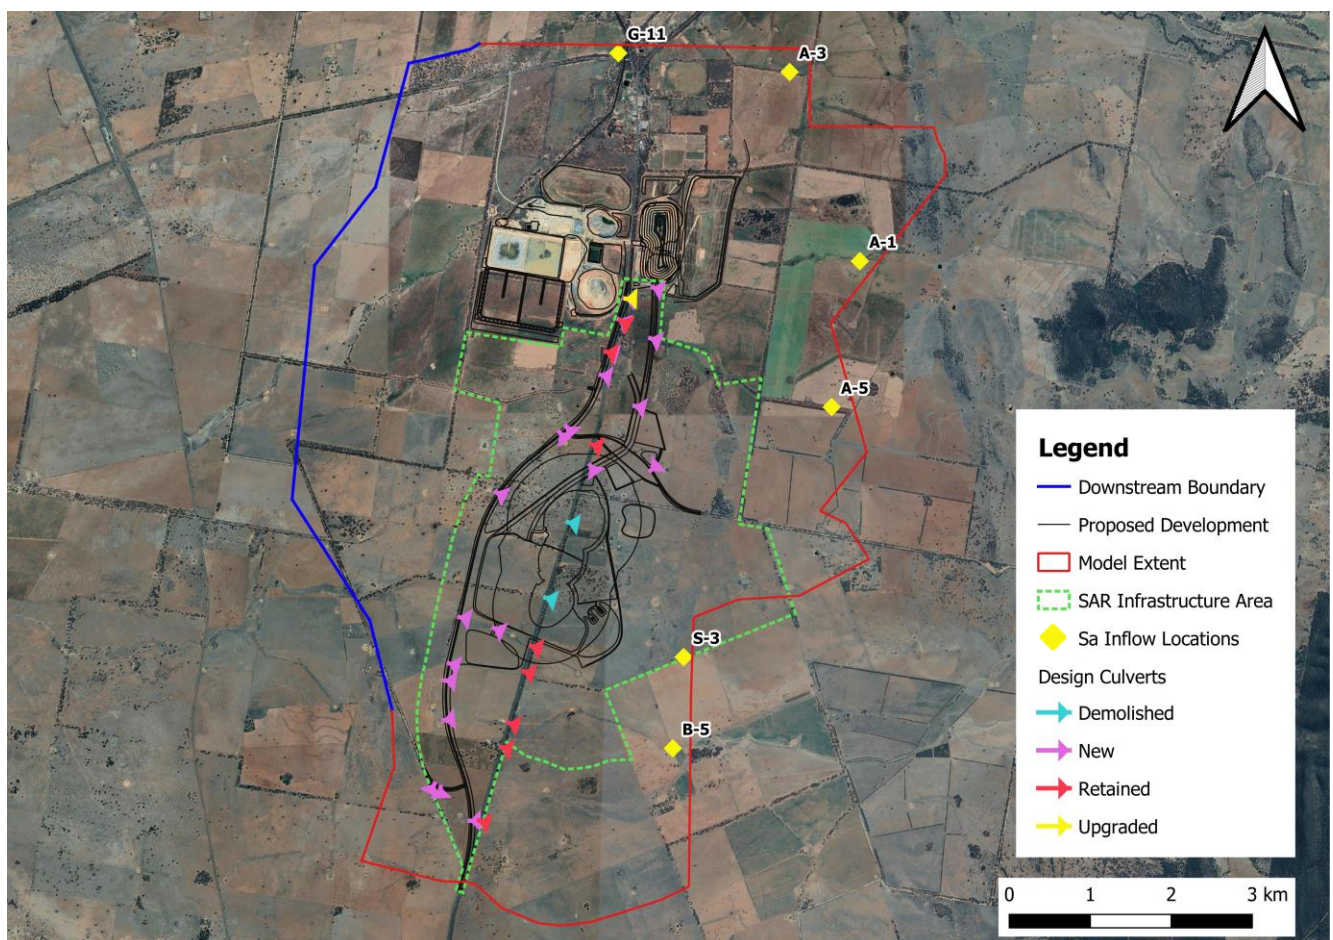 G-11
A-3
A-1
A-5
S-3
B-5
Legend
Downstream Boundary
Proposed Development
Model Extent
SAR Infrastructure Area
Sa Inflow Locations
Design Culverts
Demolished
New
Retained
Upgraded
0 1 2 3 km